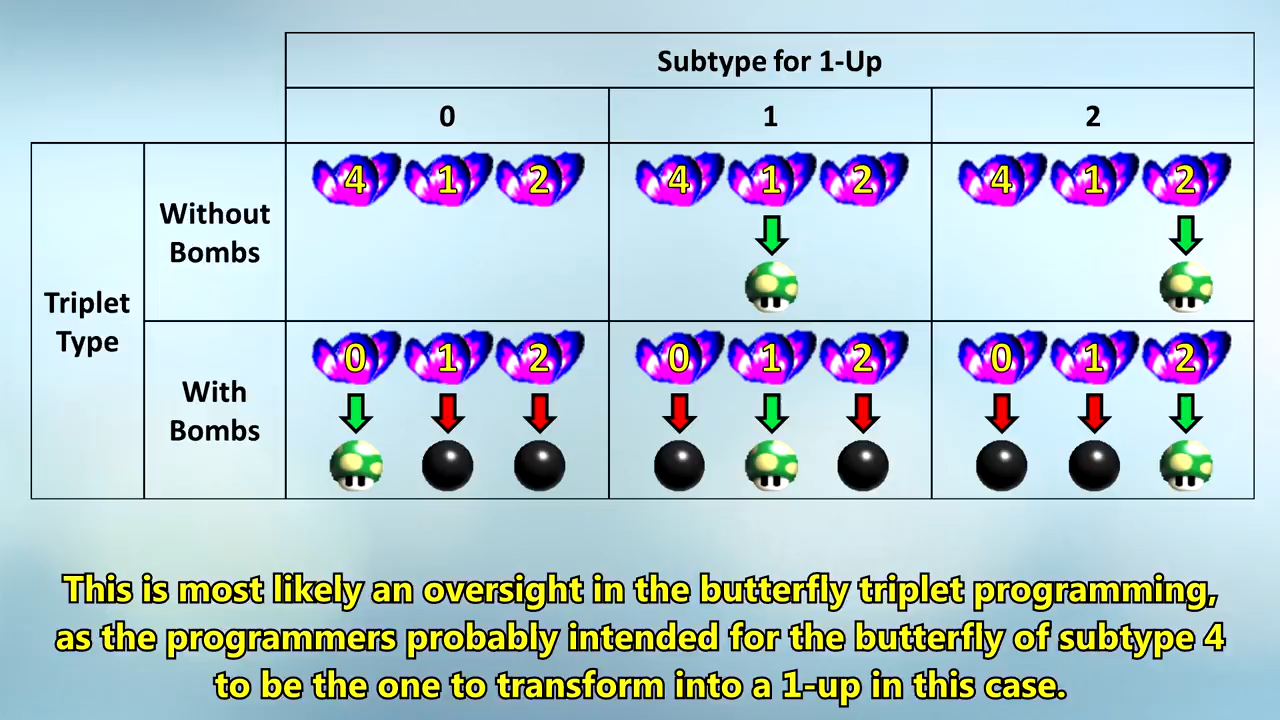 Subtype for 1-Up
0 1 2
Triplet Type
Without Bombs
4 1 2 4 1 2 4 1 2
With Bombs
0 1 2 0 1 2 0 1 2
This is most likely an oversight in the butterfly triplet programming,
as the programmers probably intended for the butterfly of subtype 4
to be the one to transform into a 1-up in this case.